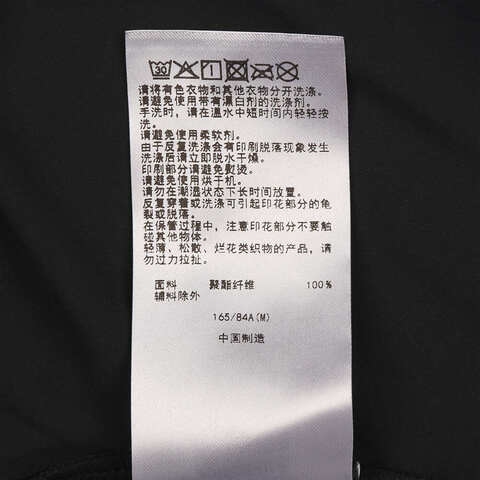 30
请将有色衣物和其他衣物分开洗涤。
请避免使用带有漂白剂的洗涤剂。
手洗时，请在温水中短时间内轻轻按
洗。
请避免使用柔软剂。
由于反复洗涤会有印刷脱落现象发生
洗涤后请立即脱水干燥。
印刷部分请避免熨烫。
请避免使用烘干机。
请勿在潮湿状态下长时间放置。
反复穿着或洗涤可引起印花部分的龟
裂或脱落。
在保管过程中，注意印花部分不要触
碰其他物体。
轻薄、松散、烂花类织物的产品，请
勿过力拉扯。
面料 聚酯纤维 100%
辅料除外
165/84A(M)
中国制造